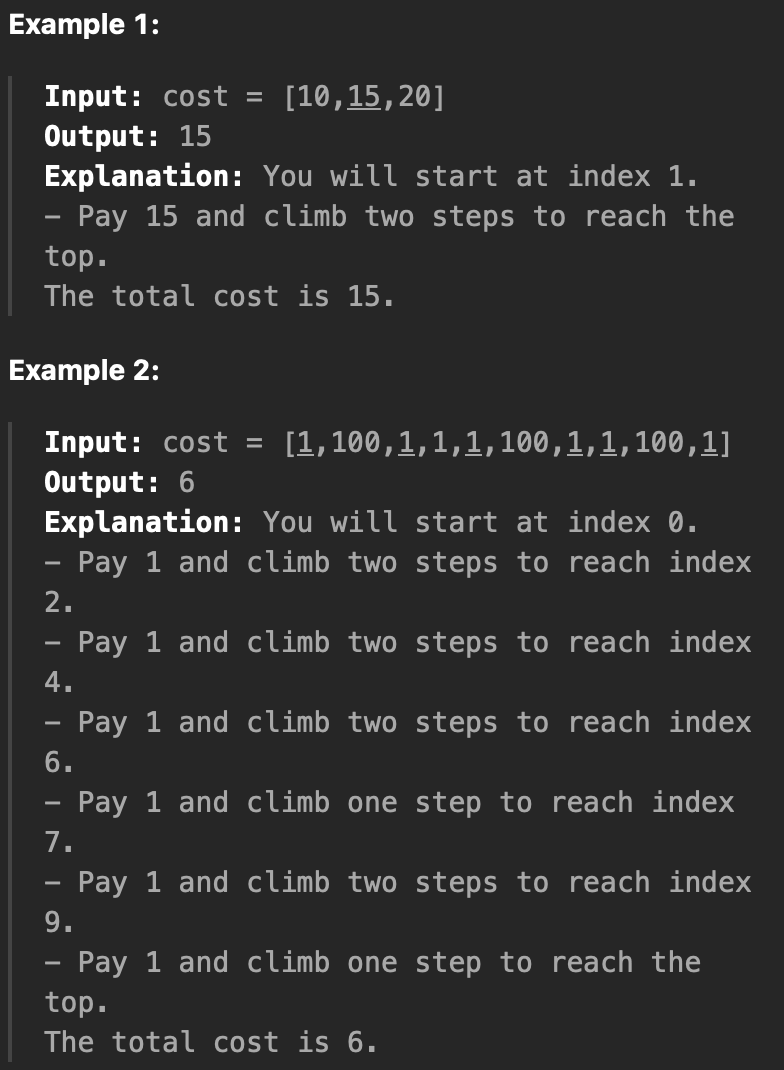 Example 1:
Input: cost = [10,15,20]
Output: 15
Explanation: You will start at index 1.
- Pay 15 and climb two steps to reach the
top.
The total cost is 15.
Example 2:
Input: cost = [1,100,1,1,1,100,1,1,100,1]
Output: 6
Explanation: You will start at index 0.
- Pay 1 and climb two steps to reach index
2.
- Pay 1 and climb two steps to reach index
4.
- Pay 1 and climb two steps to reach index
6.
- Pay 1 and climb one step to reach index
7.
- Pay 1 and climb two steps to reach index
9.
- Pay 1 and climb one step to reach the
top.
The total cost is 6.